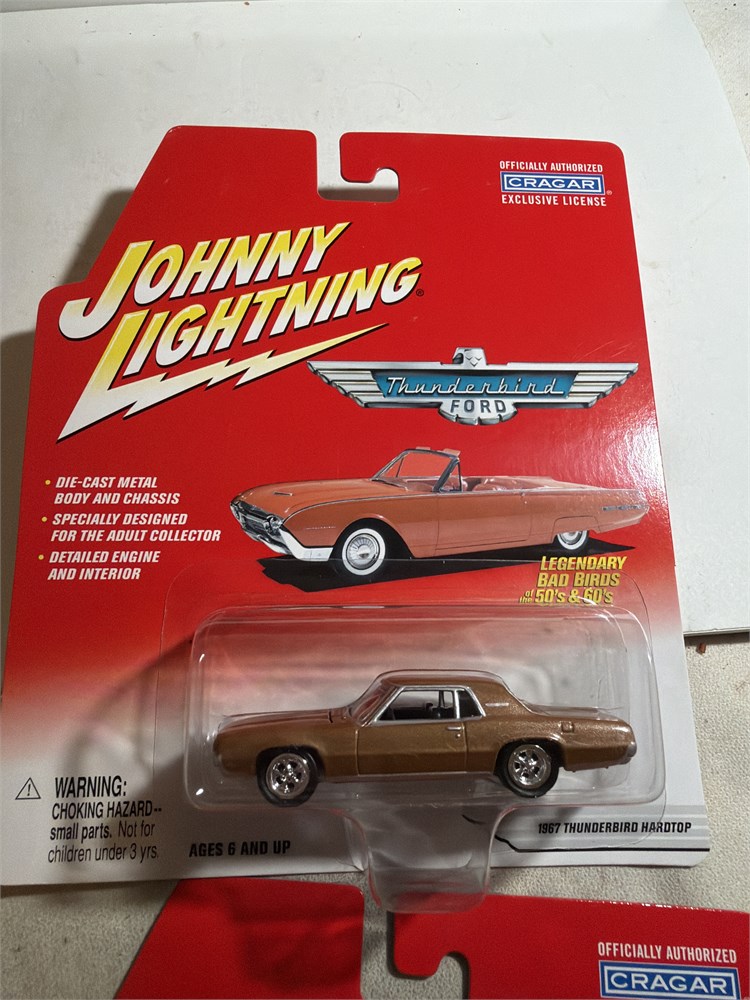 OFFICIALLY AUTHORIZED
CRAGAR®
EXCLUSIVE LICENSE
JOHNNY
LIGHTNING®
Thunderbird
FORD
• DIE-CAST METAL
BODY AND CHASSIS
• SPECIALLY DESIGNED
FOR THE ADULT COLLECTOR
• DETAILED ENGINE
AND INTERIOR
LEGENDARY
BAD BIRDS
of the 50's & 60's
WARNING:
CHOKING HAZARD--
small parts. Not for
children under 3 yrs.
AGES 6 AND UP
1967 THUNDERBIRD HARDTOP
OFFICIALLY AUTHORIZED
CRAGAR